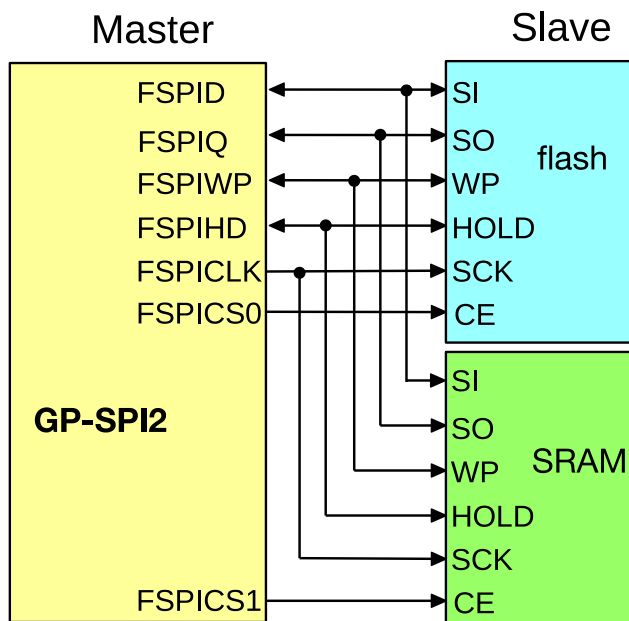 Master
Slave
FSPID
FSPIQ
FSPIWP
FSPIHD
FSPICLK
FSPICS0
GP-SPI2
FSPICS1
SI
SO
WP
HOLD
SCK
CE
flash
SI
SO
WP
HOLD
SCK
CE
SRAM